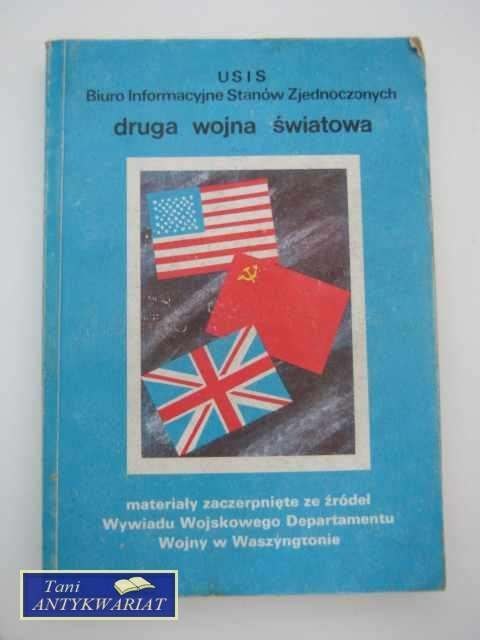 USIS
Biuro Informacyjne Stanów Zjednoczonych
druga wojna światowa
materiały zaczerpnięte ze źródeł
Wywiadu Wojskowego Departamentu
Wojny w Waszyngtonie
Tani
ANTYKWARIAT